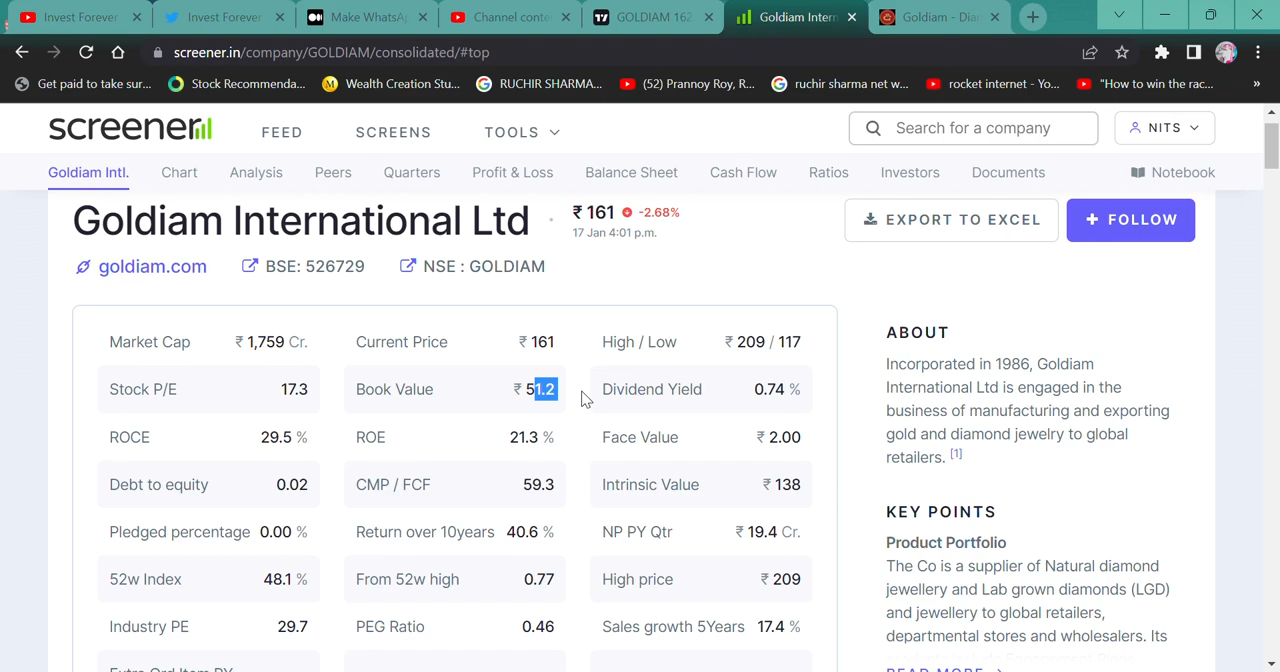 Invest Forever
Invest Forever
Make WhatsAp
Channel conte
GOLDIAM 162
Goldiam Intern
Goldiam - Dian
screener.in/company/GOLDIAM/consolidated/#top
Get paid to take sur...
Stock Recommenda...
Wealth Creation Stu...
RUCHIR SHARMA...
(52) Prannoy Roy, R...
ruchir sharma net w...
rocket internet - Yo...
"How to win the rac...
»
screener
FEED
SCREENS
TOOLS
Search for a company
NITS
Goldiam Intl.
Chart
Analysis
Peers
Quarters
Profit & Loss
Balance Sheet
Cash Flow
Ratios
Investors
Documents
Notebook
Goldiam International Ltd
₹ 161 -2.68%
17 Jan 4:01 p.m.
EXPORT TO EXCEL
+ FOLLOW
goldiam.com
BSE: 526729
NSE : GOLDIAM
Market Cap ₹ 1,759 Cr.
Current Price ₹ 161
High / Low ₹ 209 / 117
Stock P/E 17.3
Book Value ₹ 51.2
Dividend Yield 0.74 %
ROCE 29.5 %
ROE 21.3 %
Face Value ₹ 2.00
Debt to equity 0.02
CMP / FCF 59.3
Intrinsic Value ₹ 138
Pledged percentage 0.00 %
Return over 10years 40.6 %
NP PY Qtr ₹ 19.4 Cr.
52w Index 48.1 %
From 52w high 0.77
High price ₹ 209
Industry PE 29.7
PEG Ratio 0.46
Sales growth 5Years 17.4 %
ABOUT
Incorporated in 1986, Goldiam
International Ltd is engaged in the
business of manufacturing and exporting
gold and diamond jewelry to global
retailers. [1]
KEY POINTS
Product Portfolio
The Co is a supplier of Natural diamond
jewellery and Lab grown diamonds (LGD)
and jewellery to global retailers,
departmental stores and wholesalers. Its
READ MORE